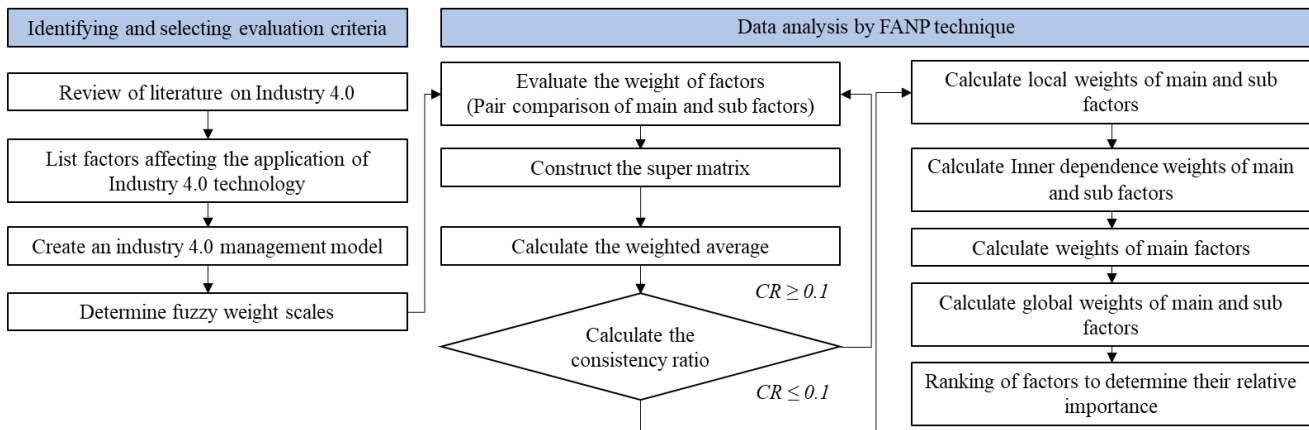 Identifying and selecting evaluation criteria
Review of literature on Industry 4.0
List factors affecting the application of
Industry 4.0 technology
Create an industry 4.0 management model
Determine fuzzy weight scales
Data analysis by FANP technique
Evaluate the weight of factors
(Pair comparison of main and sub factors)
Construct the super matrix
Calculate the weighted average
CR ≥ 0.1
Calculate the
consistency ratio
CR ≤ 0.1
Calculate local weights of main and sub
factors
Calculate Inner dependence weights of main
and sub factors
Calculate weights of main factors
Calculate global weights of main and sub
factors
Ranking of factors to determine their relative
importance